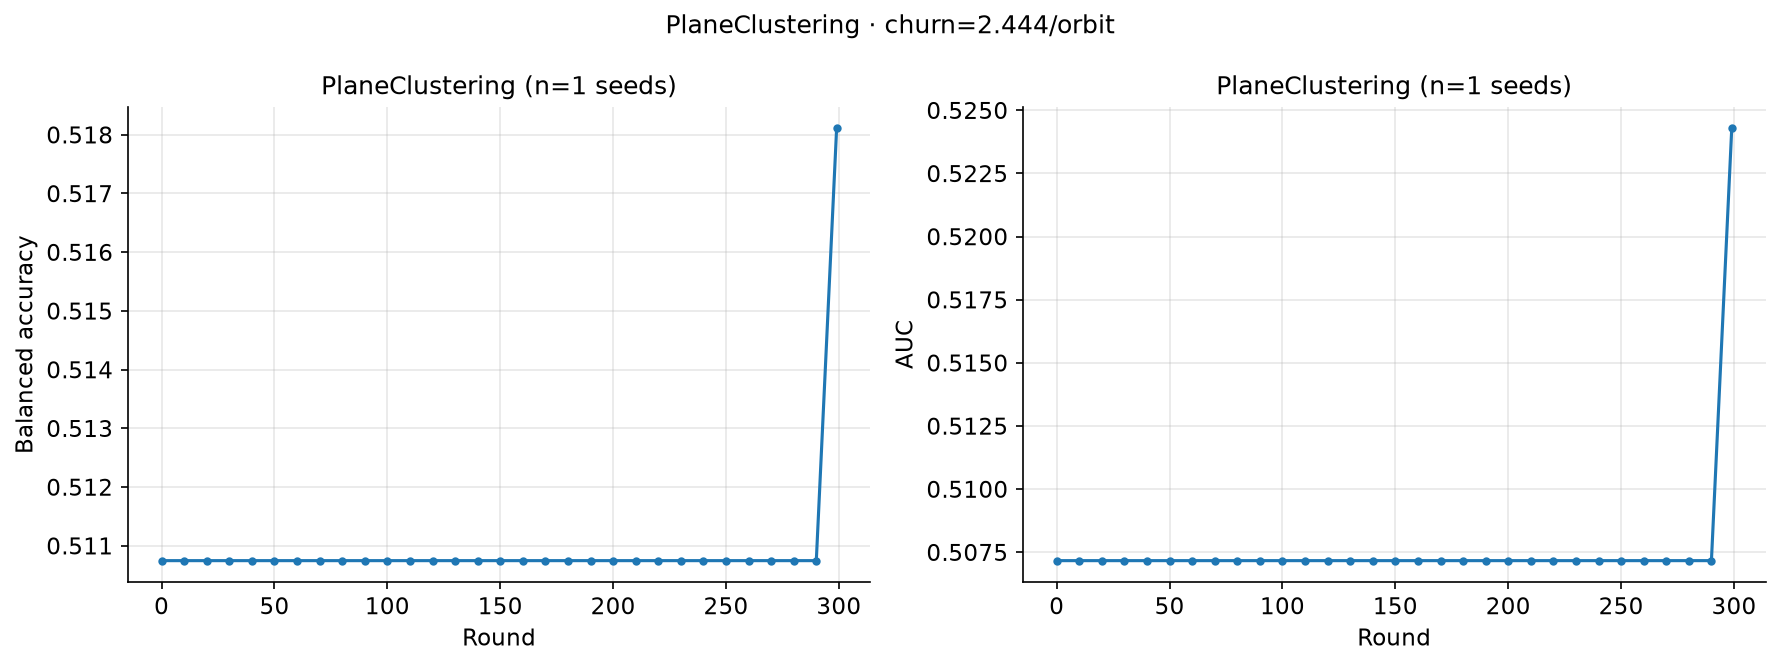 PlaneClustering · churn=2.444/orbit
PlaneClustering (n=1 seeds)
Balanced accuracy
0.518
0.517
0.516
0.515
0.514
0.513
0.512
0.511
0 50 100 150 200 250 300
Round
PlaneClustering (n=1 seeds)
AUC
0.5250
0.5225
0.5200
0.5175
0.5150
0.5125
0.5100
0.5075
0 50 100 150 200 250 300
Round